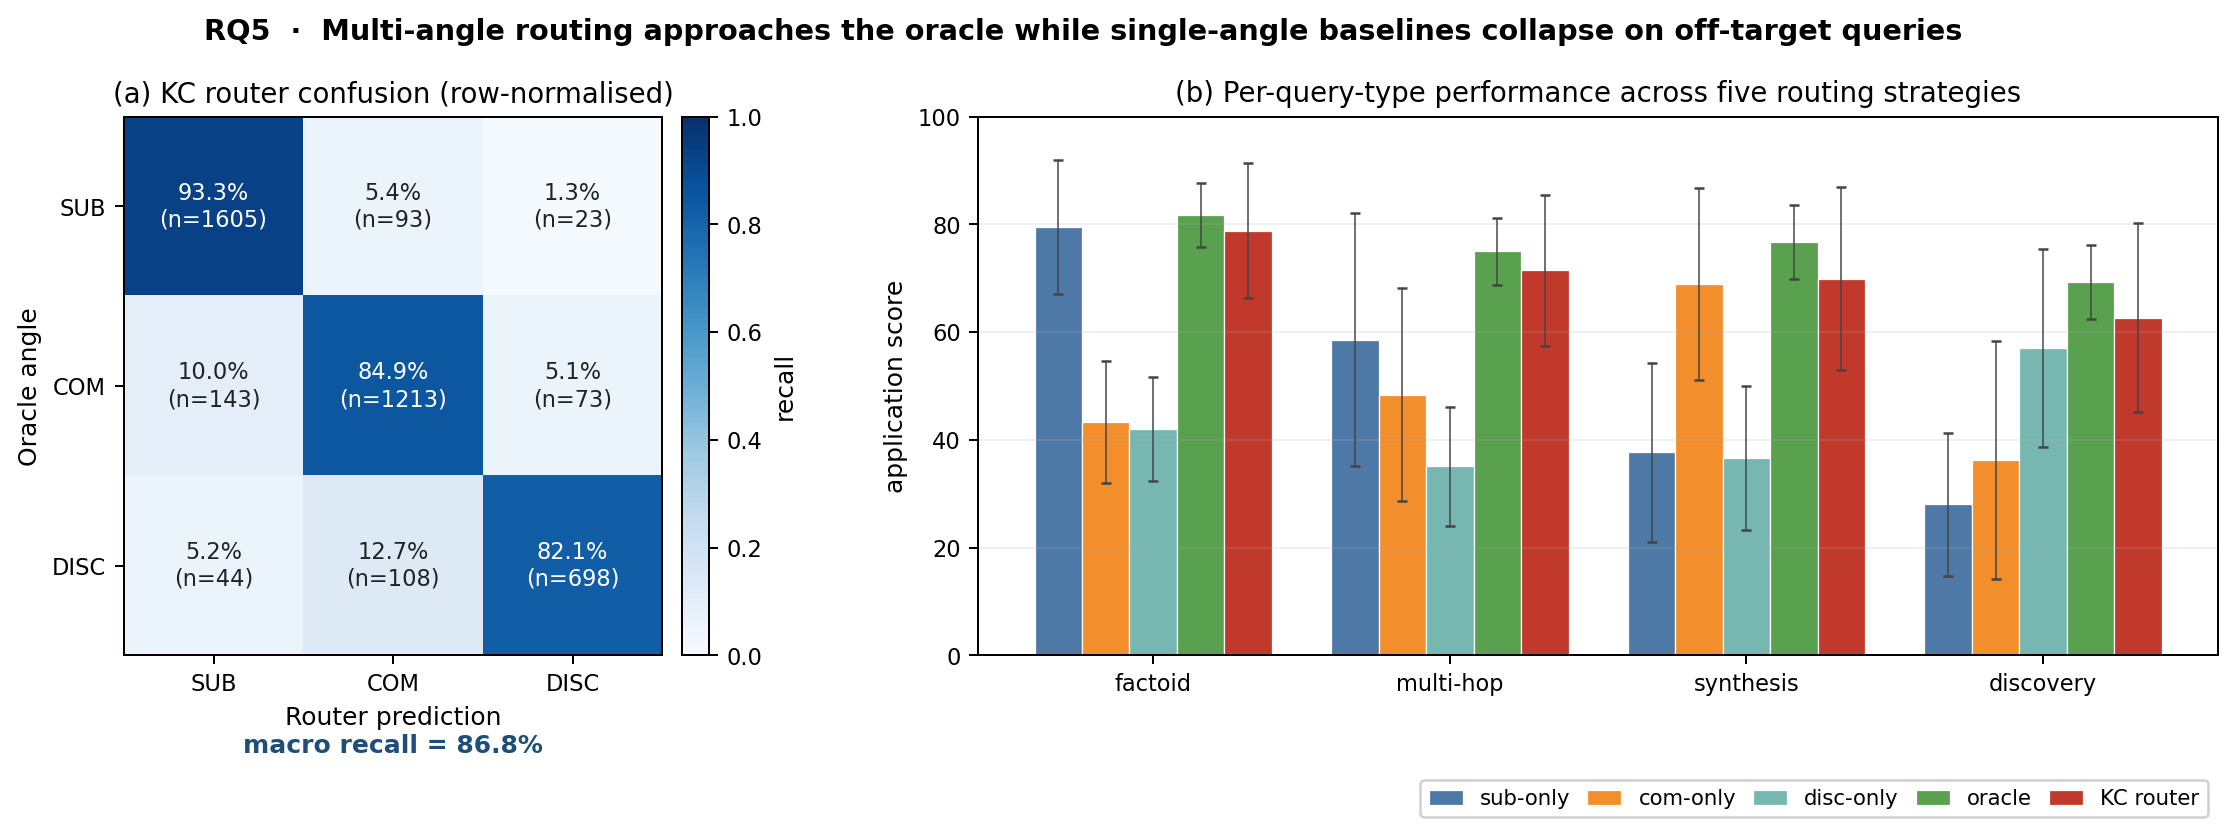 RQ5 · Multi-angle routing approaches the oracle while single-angle baselines collapse on off-target queries
(a) KC router confusion (row-normalised)
Oracle angle
SUB
COM
DISC
93.3%
(n=1605)
5.4%
(n=93)
1.3%
(n=23)
10.0%
(n=143)
84.9%
(n=1213)
5.1%
(n=73)
5.2%
(n=44)
12.7%
(n=108)
82.1%
(n=698)
SUB
COM
DISC
Router prediction
macro recall = 86.8%
1.0
0.8
0.6
0.4
0.2
0.0
recall
(b) Per-query-type performance across five routing strategies
application score
100
80
60
40
20
0
factoid
multi-hop
synthesis
discovery
sub-only
com-only
disc-only
oracle
KC router